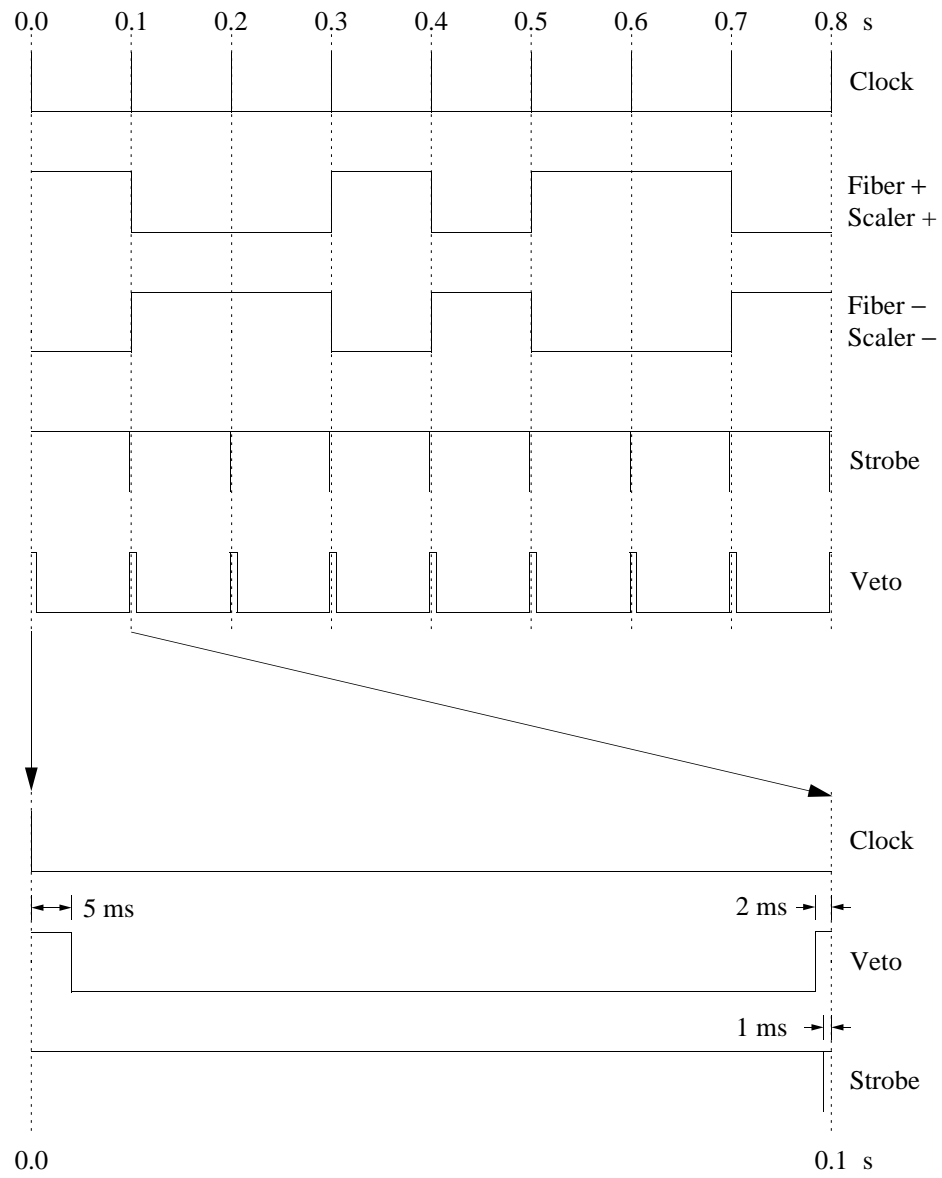 0.0 0.1 0.2 0.3 0.4 0.5 0.6 0.7 0.8 s
Clock
Fiber +
Scaler +
Fiber −
Scaler −
Strobe
Veto
Clock
5 ms 2 ms
Veto
1 ms
Strobe
0.0 0.1 s